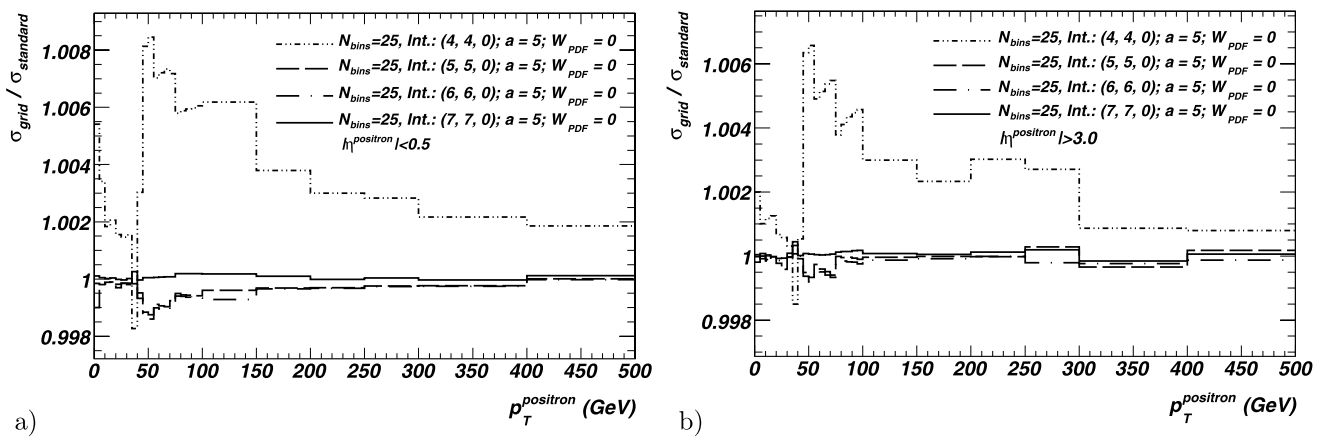 σ_grid / σ_standard
1.008
1.006
1.004
1.002
1
0.998
N_bins=25, Int.: (4, 4, 0); a = 5; W_PDF = 0
N_bins=25, Int.: (5, 5, 0); a = 5; W_PDF = 0
N_bins=25, Int.: (6, 6, 0); a = 5; W_PDF = 0
N_bins=25, Int.: (7, 7, 0); a = 5; W_PDF = 0
|η^positron|<0.5
0 50 100 150 200 250 300 350 400 450 500
p_T^positron (GeV)
a)
σ_grid / σ_standard
1.006
1.004
1.002
1
0.998
N_bins=25, Int.: (4, 4, 0); a = 5; W_PDF = 0
N_bins=25, Int.: (5, 5, 0); a = 5; W_PDF = 0
N_bins=25, Int.: (6, 6, 0); a = 5; W_PDF = 0
N_bins=25, Int.: (7, 7, 0); a = 5; W_PDF = 0
|η^positron|>3.0
0 50 100 150 200 250 300 350 400 450 500
p_T^positron (GeV)
b)